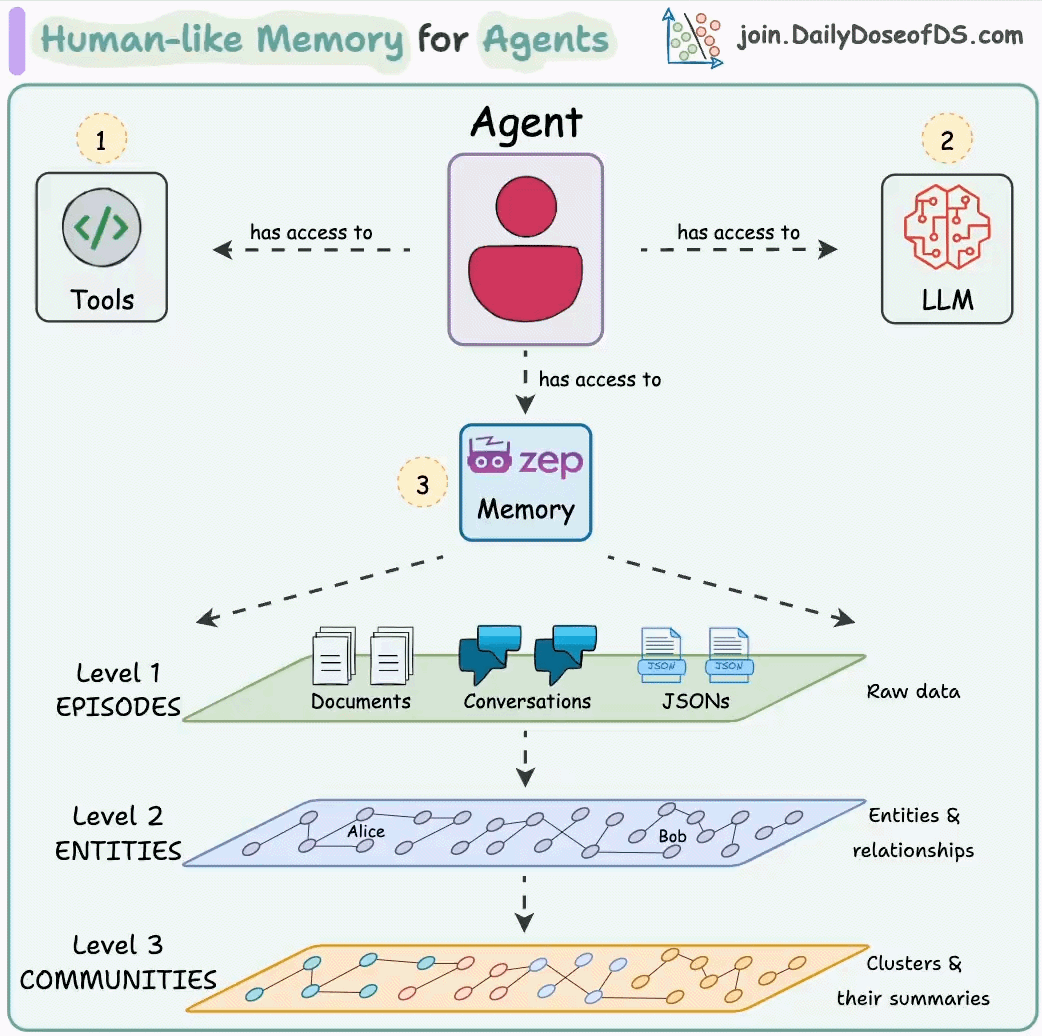 Human-like Memory for Agents
join.DailyDoseofDS.com
Agent
1
2
</>
Tools
has access to
has access to
LLM
has access to
3
zep
Memory
Level 1
EPISODES
Documents
Conversations
JSON
JSON
JSONs
Raw data
Level 2
ENTITIES
Alice
Bob
Entities &
relationships
Level 3
COMMUNITIES
Clusters &
their summaries